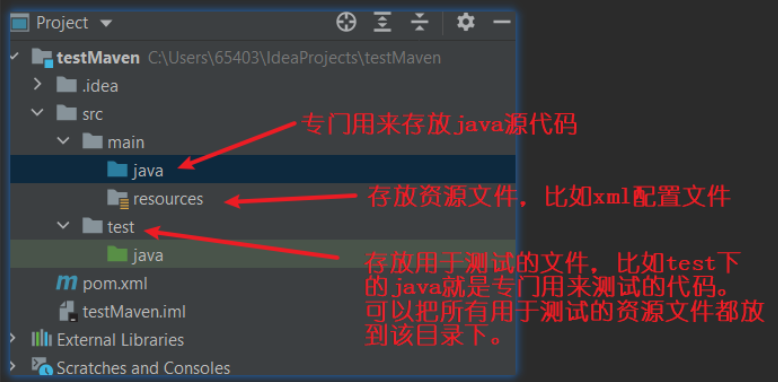 Project
testMaven C:\Users\65403\IdeaProjects\testMaven
.idea
src
专门用来存放java源代码
main
java
resources
存放资源文件，比如xml配置文件
test
java
存放用于测试的文件，比如test下
的java就是专门用来测试的代码。
可以把所有用于测试的资源文件都放
到该目录下。
m pom.xml
testMaven.iml
External Libraries
Scratches and Consoles